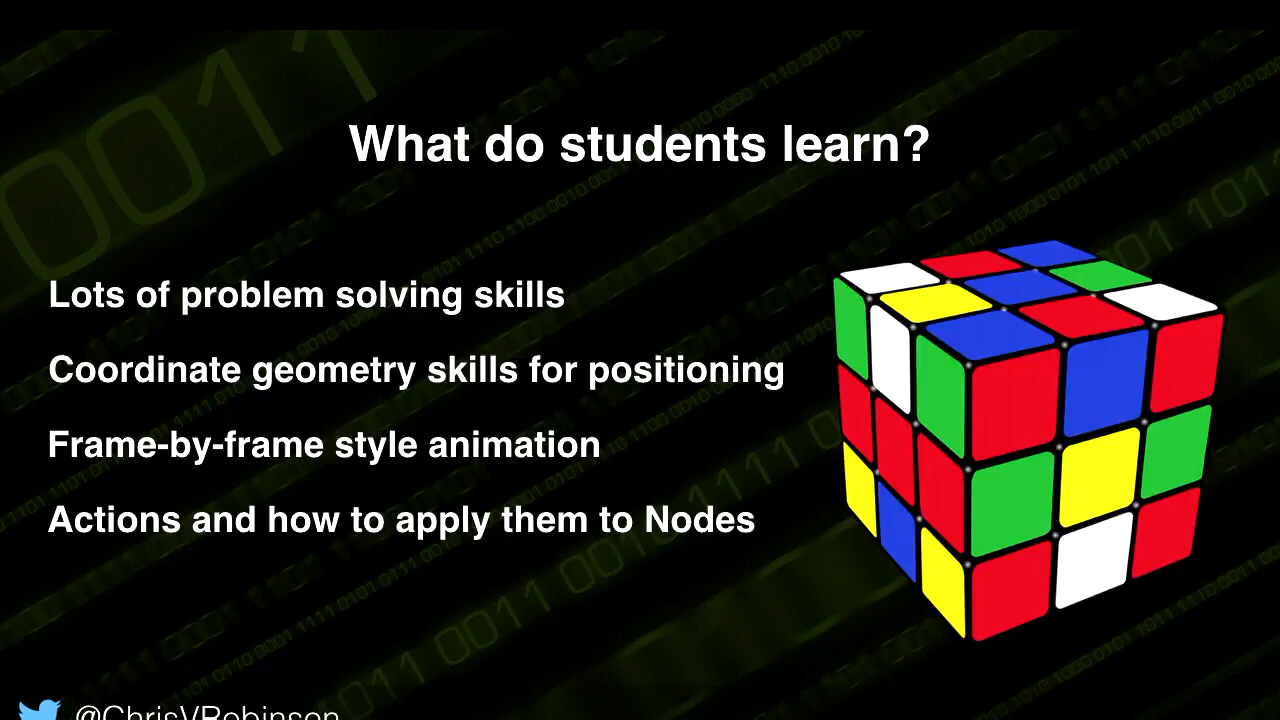 What do students learn?
Lots of problem solving skills
Coordinate geometry skills for positioning
Frame-by-frame style animation
Actions and how to apply them to Nodes
@ChrisVRobinson